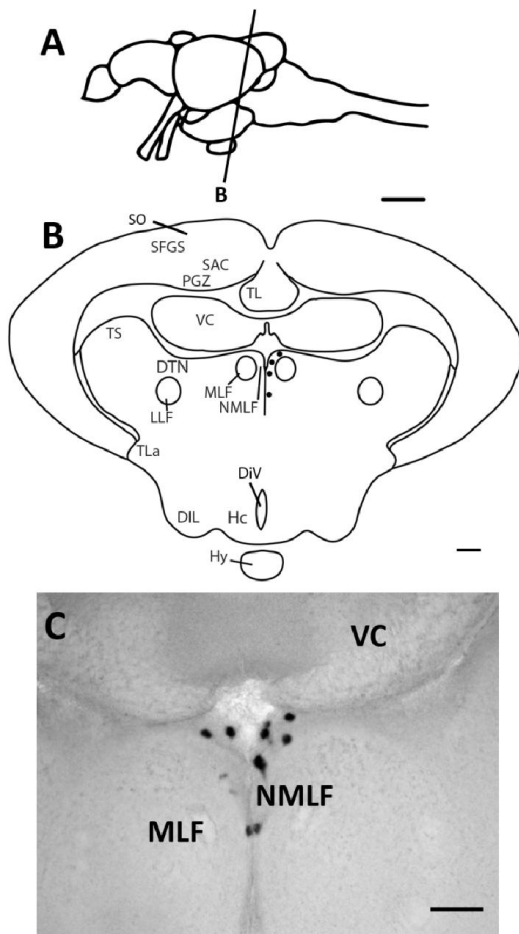 A
B
B
SO
SFGS
SAC
PGZ
TL
VC
TS
DTN
MLF
NMLF
LLF
TLa
DiV
DIL
Hc
Hy
C
VC
NMLF
MLF